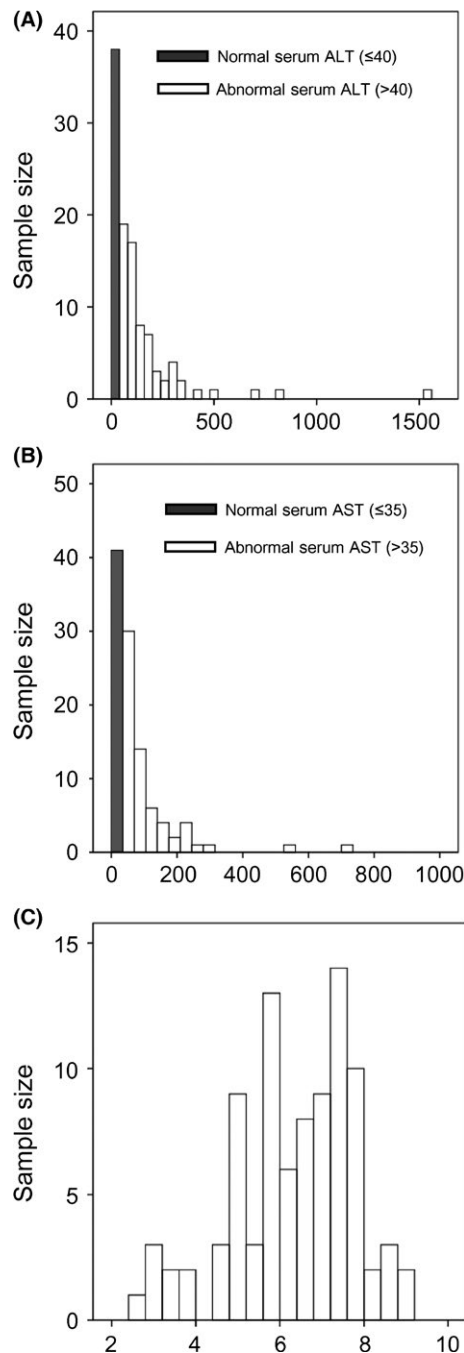 (A)
40
30
20
10
0
Sample size
Normal serum ALT (≤40)
Abnormal serum ALT (>40)
0 500 1000 1500
(B)
50
40
30
20
10
0
Sample size
Normal serum AST (≤35)
Abnormal serum AST (>35)
0 200 400 600 800 1000
(C)
15
10
5
0
Sample size
2 4 6 8 10